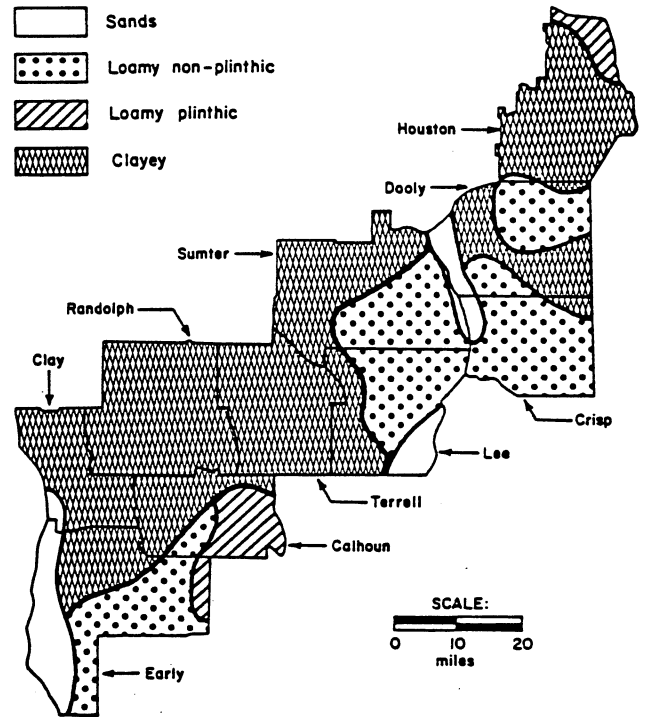 Sands
Loamy non-plinthic
Loamy plinthic
Clayey
Houston
Dooly
Sumter
Randolph
Clay
Crisp
Lee
Terrell
Calhoun
SCALE:
0 10 20
miles
Early